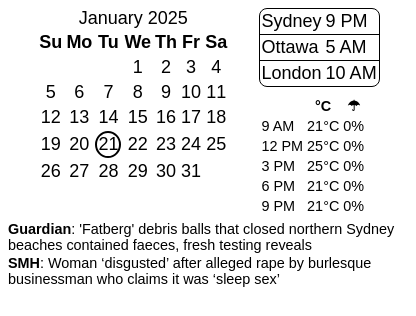 January 2025
Su Mo Tu We Th Fr Sa
1 2 3 4
5 6 7 8 9 10 11
12 13 14 15 16 17 18
19 20 21 22 23 24 25
26 27 28 29 30 31
Sydney 9 PM
Ottawa 5 AM
London 10 AM
°C ☂
9 AM 21°C 0%
12 PM 25°C 0%
3 PM 25°C 0%
6 PM 21°C 0%
9 PM 21°C 0%
Guardian: 'Fatberg' debris balls that closed northern Sydney
beaches contained faeces, fresh testing reveals
SMH: Woman ‘disgusted’ after alleged rape by burlesque
businessman who claims it was ‘sleep sex’